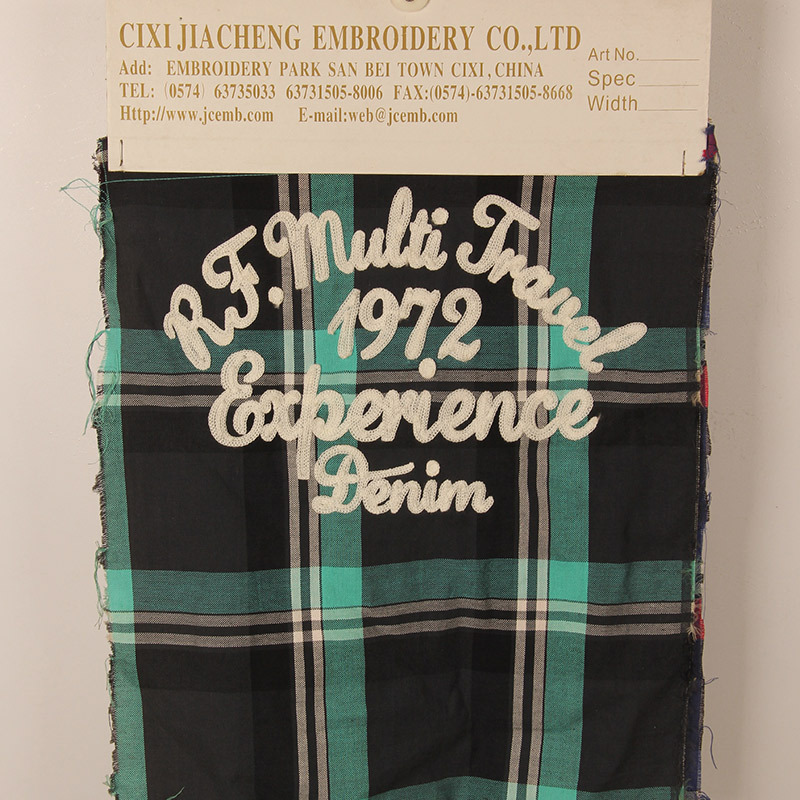 CIXI JIACHENG EMBROIDERY CO.,LTD
Add: EMBROIDERY PARK SAN BEI TOWN CIXI, CHINA
TEL: (0574) 63735033 63731505-8006 FAX:(0574)-63731505-8668
Http://www.jcemb.com E-mail:web@jcemb.com
Art No.
Spec
Width
R.F. Multi Travel
1972
Experience
Denim